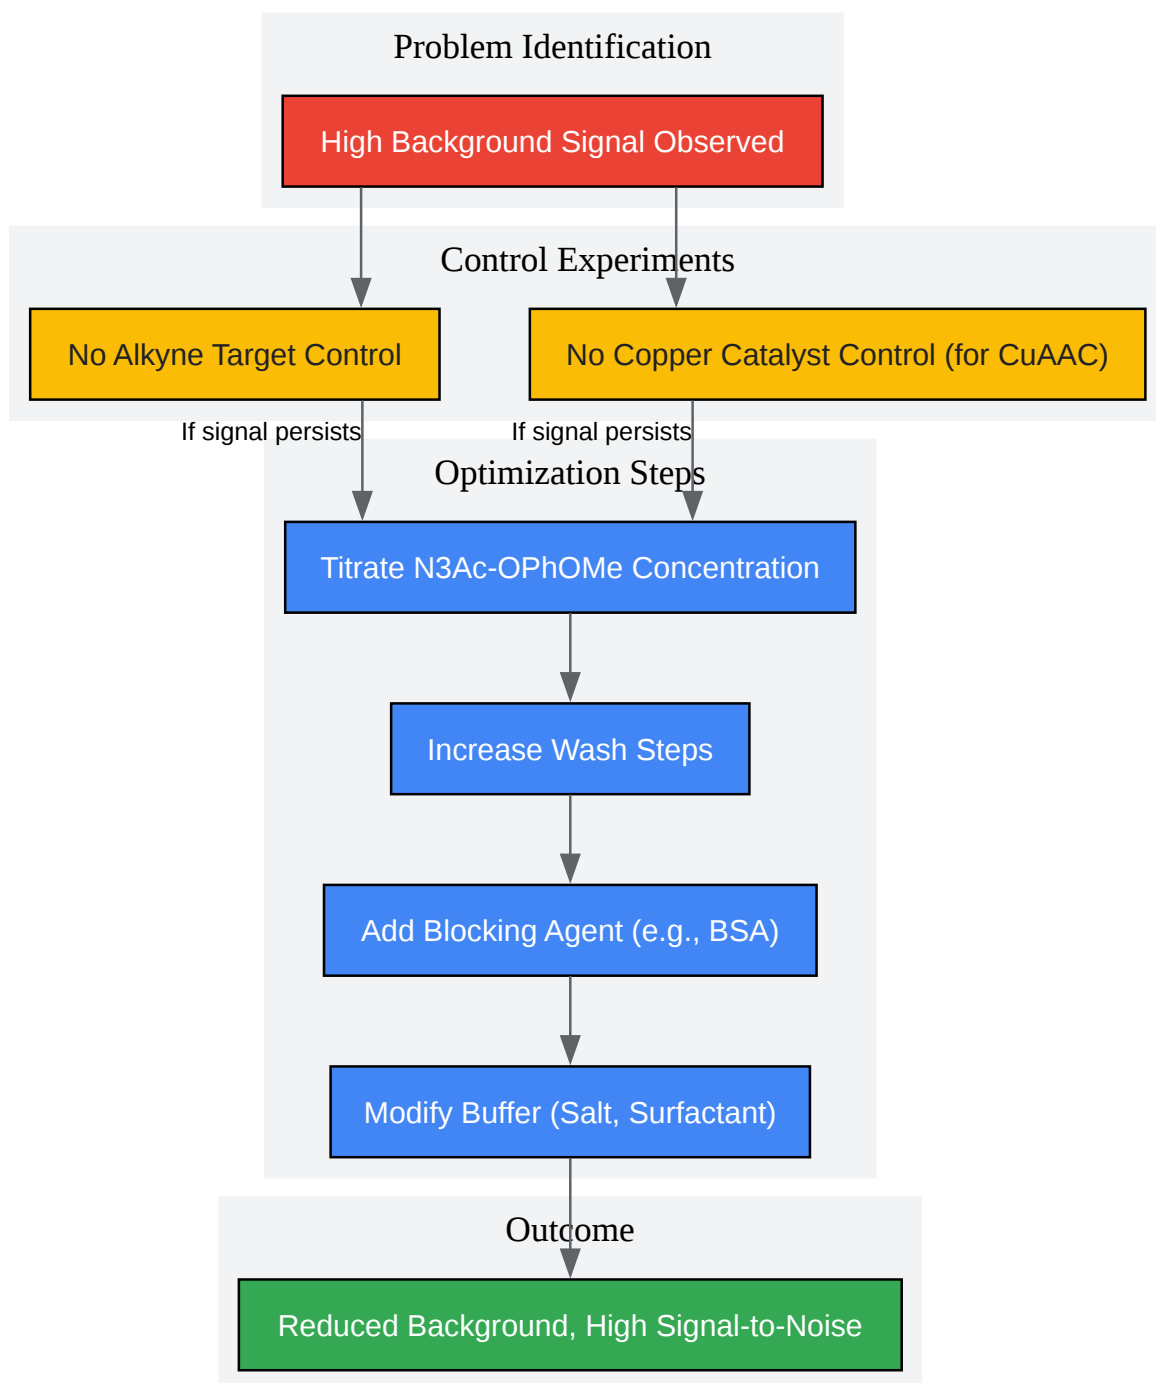 Problem Identification
High Background Signal Observed
Control Experiments
No Alkyne Target Control
No Copper Catalyst Control (for CuAAC)
If signal persists
If signal persists
Optimization Steps
Titrate N3Ac-OPhOMe Concentration
Increase Wash Steps
Add Blocking Agent (e.g., BSA)
Modify Buffer (Salt, Surfactant)
Outcome
Reduced Background, High Signal-to-Noise